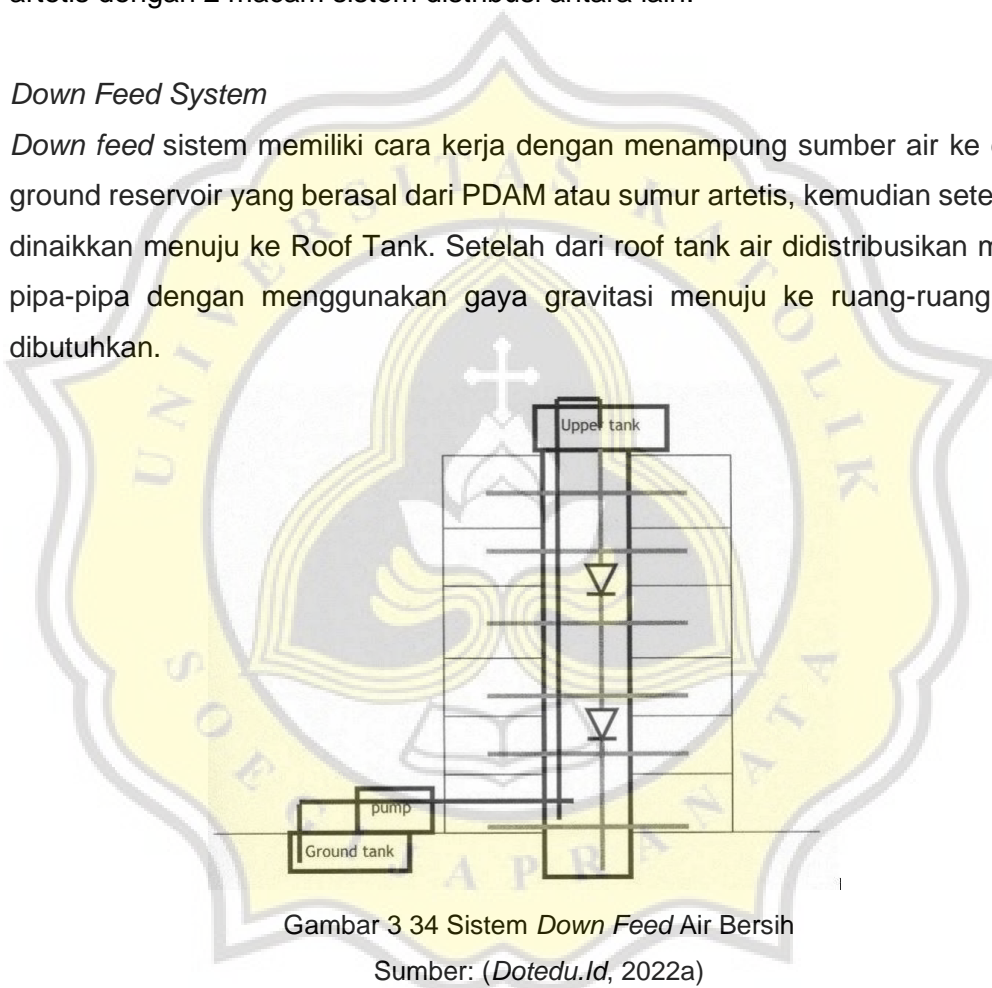 artetis dengan 2 macam sistem distribusi antara lain:
Down Feed System
Down feed sistem memiliki cara kerja dengan menampung sumber air ke
ground reservoir yang berasal dari PDAM atau sumur artetis, kemudian
dinaikkan menuju ke Roof Tank. Setelah dari roof tank air didistribusikan
pipa-pipa dengan menggunakan gaya gravitasi menuju ke ruang-ruang
dibutuhkan.
Upper tank
pump
Ground tank
UNIVERSITAS KATOLIK
SOEGIJAPRANATA
Gambar 3 34 Sistem Down Feed Air Bersih
Sumber: (Dotedu.Id, 2022a)